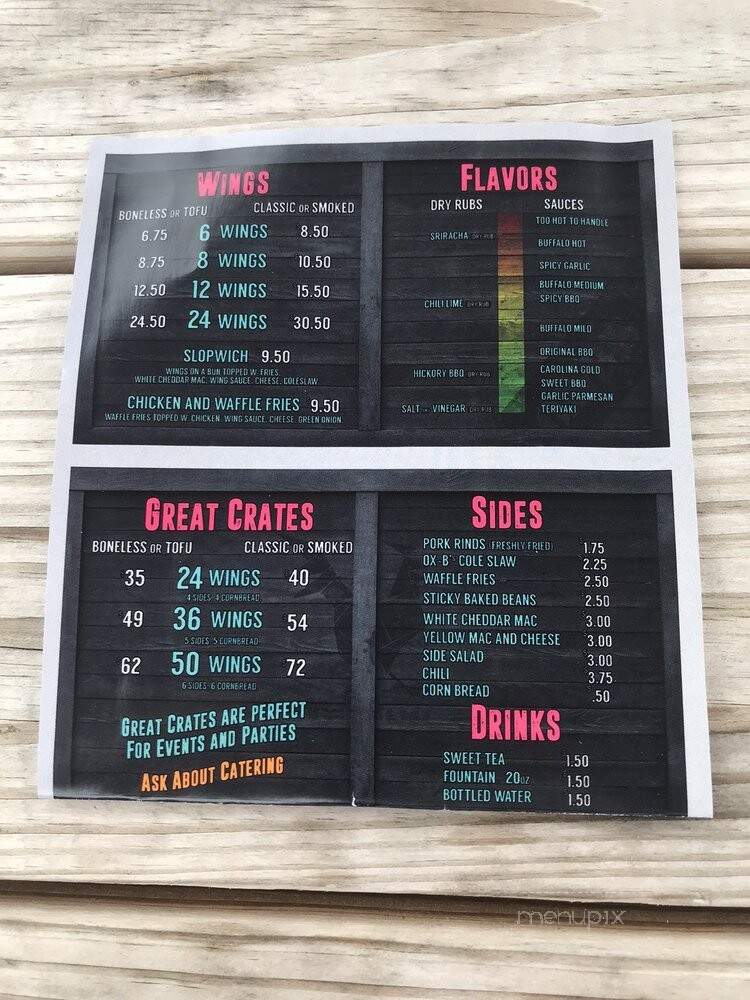 WINGS
BONELESS OR TOFU CLASSIC OR SMOKED
6.75 6 WINGS 8.50
8.75 8 WINGS 10.50
12.50 12 WINGS 15.50
24.50 24 WINGS 30.50
SLOPWICH 9.50
WINGS ON A BUN TOPPED W. FRIES,
WHITE CHEDDAR MAC, WING SAUCE, CHEESE, COLESLAW
CHICKEN AND WAFFLE FRIES 9.50
WAFFLE FRIES TOPPED W. CHICKEN, WING SAUCE, CHEESE, GREEN ONION
FLAVORS
DRY RUBS SAUCES
TOO HOT TO HANDLE
SRIRACHA DRY RUB
BUFFALO HOT
SPICY GARLIC
BUFFALO MEDIUM
SPICY BBQ
CHILI LIME DRY RUB
BUFFALO MILD
ORIGINAL BBQ
CAROLINA GOLD
HICKORY BBQ DRY RUB
SWEET BBQ
GARLIC PARMESAN
SALT VINEGAR DRY RUB TERIYAKI
GREAT CRATES
BONELESS OR TOFU CLASSIC OR SMOKED
35 24 WINGS 40
4 SIDES 4 CORNBREAD
49 36 WINGS 54
5 SIDES 5 CORNBREAD
62 50 WINGS 72
6 SIDES 6 CORNBREAD
GREAT CRATES ARE PERFECT
FOR EVENTS AND PARTIES
ASK ABOUT CATERING
SIDES
PORK RINDS (FRESHLY FRIED) 1.75
OX-B' COLE SLAW 2.25
WAFFLE FRIES 2.50
STICKY BAKED BEANS 2.50
WHITE CHEDDAR MAC 3.00
YELLOW MAC AND CHEESE 3.00
SIDE SALAD 3.00
CHILI 3.75
CORN BREAD .50
DRINKS
SWEET TEA 1.50
FOUNTAIN 20OZ 1.50
BOTTLED WATER 1.50
menupix